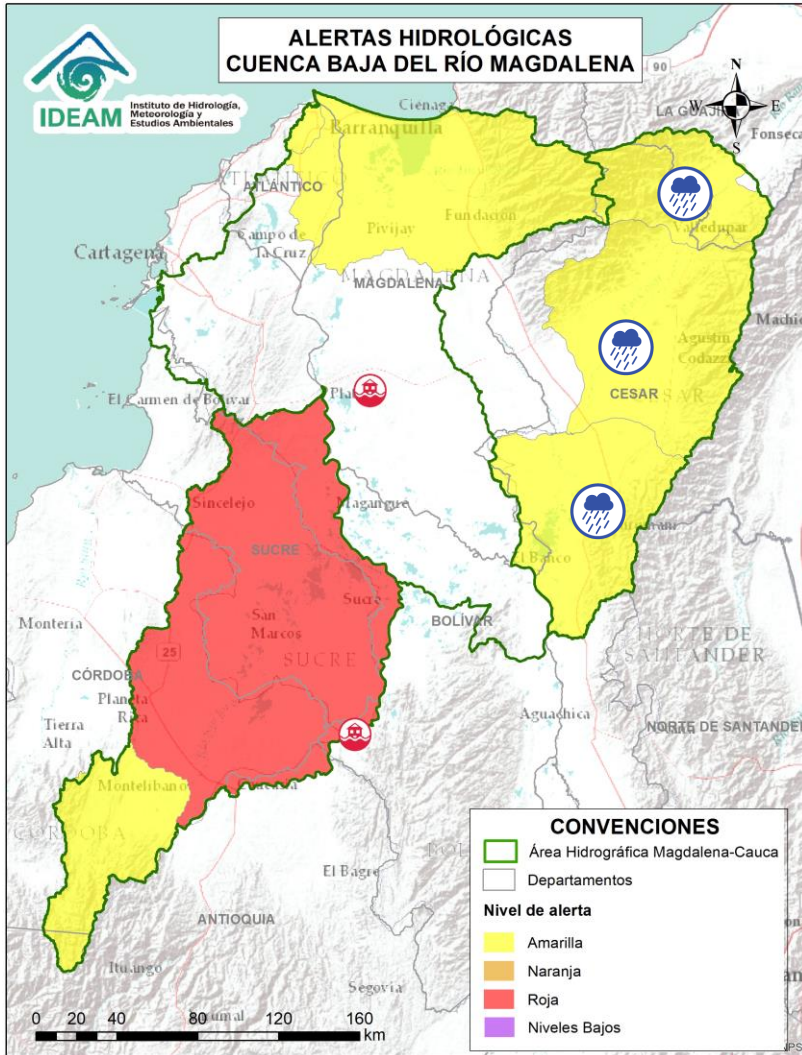 ALERTAS HIDROLÓGICAS
CUENCA BAJA DEL RÍO MAGDALENA
IDEAM
Instituto de Hidrología,
Meteorología y
Estudios Ambientales
90
N
W E
S
Ciénaga
LA GUAJIRA
Fonseca
Barranquilla
ATLÁNTICO
Valledupar
Pivijay
Fundación
Campo de
la Cruz
Cartagena
MAGDALENA
MAGDALENA
Agustín
Codazzi
CESAR
El Carmen de Bolívar
Sincelejo
Magangué
SUCRE
El Banco
Sucre
San
Marcos
BOLÍVAR
Montería
SUCRE
NORTE DE
SANTANDER
25
CÓRDOBA
Planeta
Rica
Aguachica
Tierra
Alta
NORTE DE SANTANDER
Montelíbano
CÓRDOBA
El Bagre
ANTIOQUIA
Ituango
Segovia
0 20 40 80 120 160
km
CONVENCIONES
Área Hidrográfica Magdalena-Cauca
Departamentos
Nivel de alerta
Amarilla
Naranja
Roja
Niveles Bajos